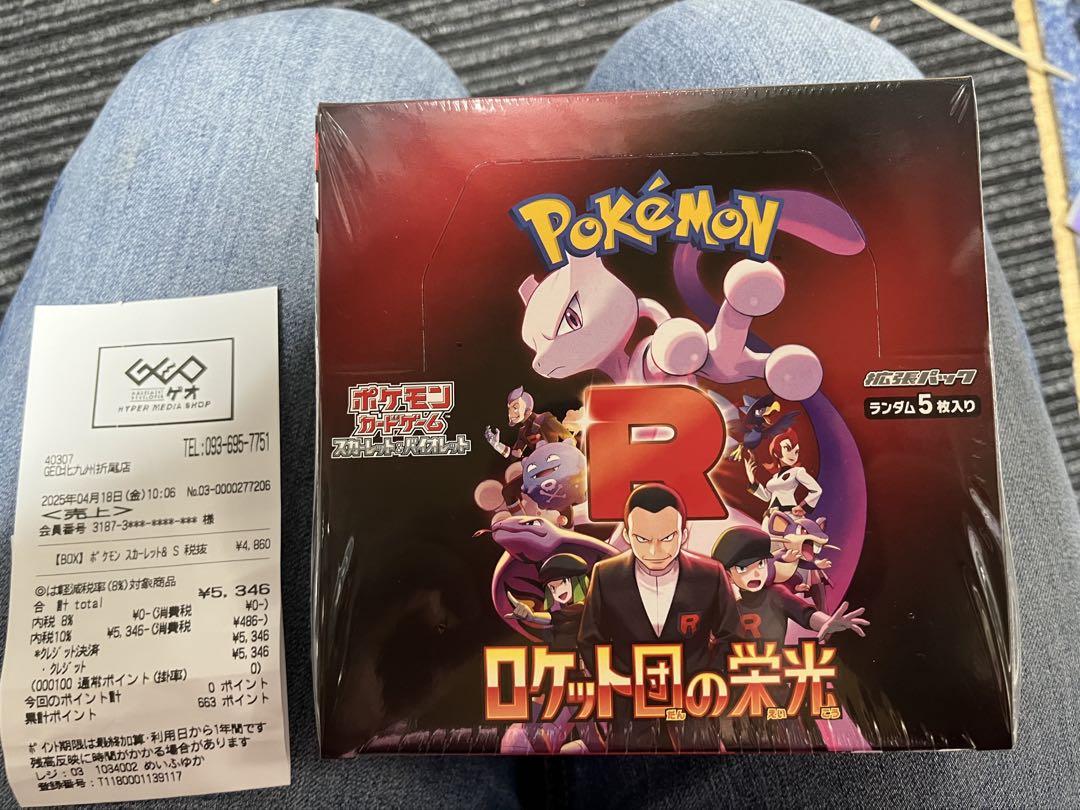 GEO
ゲオ
HYPER MEDIA SHOP
TEL:093-695-7751
40307
GEO北九州折尾店
2025年04月18日(金)10:06 No.03-0000277206
＜売上＞
会員番号 3187-3***-****-*** 様
【BOX】ポケモン スカーレット& S 税抜 ¥4,860
◎は軽減税率(8%)対象商品
合 計 total ¥5,346
内税 8% ¥0-(消費税 ¥0-)
内税10% ¥5,346-(消費税 ¥486-)
*クレジット決済 ¥5,346
・クレジット ¥5,346
(000100 通常ポイント(掛率) 0)
今回のポイント計 0 ポイント
累計ポイント 663 ポイント
ポイント期限は最終加算・利用日から1年間です
残高反映に時間がかかる場合があります
レジ:03 1034002 めいふゆか
登録番号:T1180001139117
POKéMON
ポケモン
カードゲーム
スカーレット&バイオレット
拡張パック
ランダム5枚入り
R
R
R
ロケット団の栄光
だん えい こう